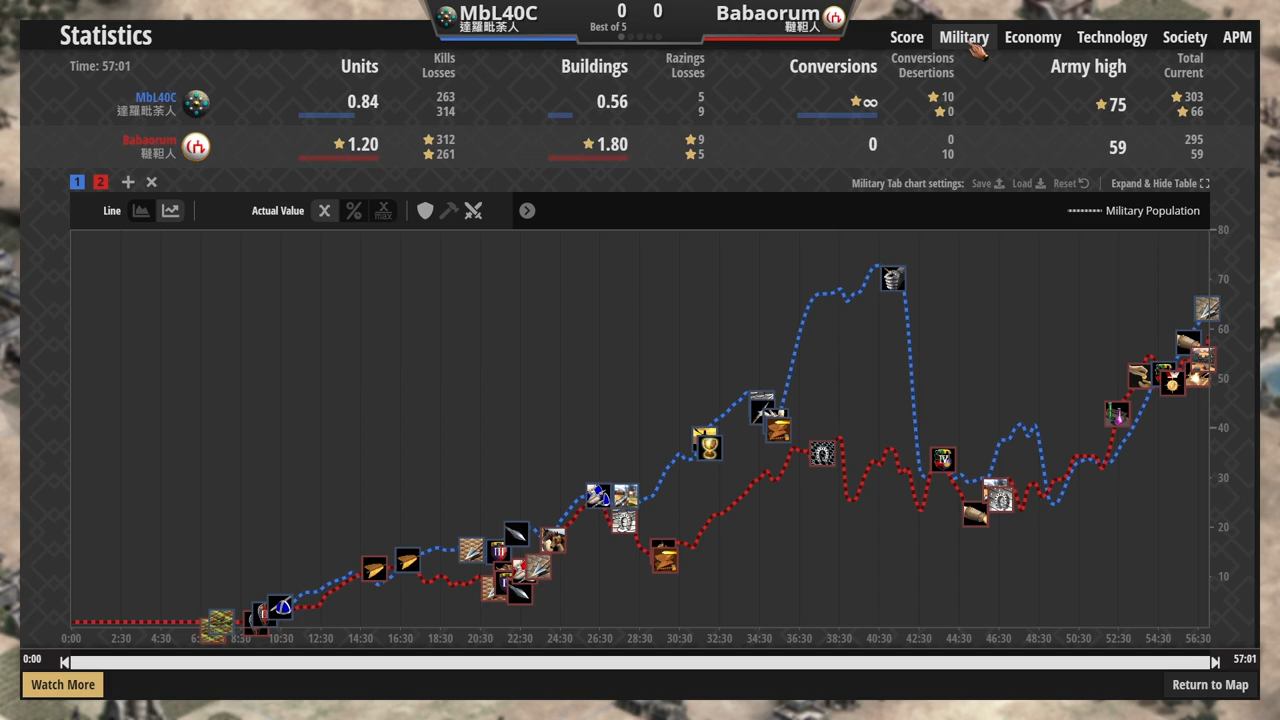 MbL40C 0 0 Babaorum
達羅毗荼人 Best of 5 韃靼人
Statistics
Score Military Economy Technology Society APM
Time: 57:01
Units
Kills
Losses
Buildings
Razings
Losses
Conversions
Conversions
Desertions
Army high
Total
Current
MbL40C
達羅毗荼人
0.84
263
314
0.56
5
9
∞
10
0
75
303
66
Babaorum
韃靼人
1.20
312
261
1.80
9
5
0
0
10
59
295
59
1 2
Military Tab chart settings: Save Load Reset Expand & Hide Table
Line
Actual Value X % X/max
Military Population
80
70
60
50
40
30
20
10
0:00 2:30 4:30 6: 8:30 10:30 12:30 14:30 16:30 18:30 20:30 22:30 24:30 26:30 28:30 30:30 32:30 34:30 36:30 38:30 40:30 42:30 44:30 46:30 48:30 50:30 52:30 54:30 56:30
0:00 57:01
Watch More Return to Map